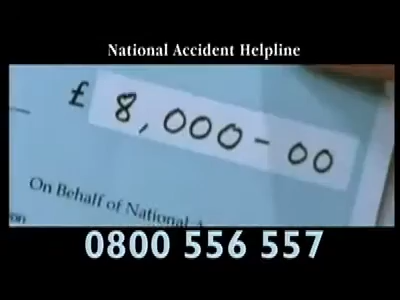 National Accident Helpline
£ 8,000-00
On Behalf of National
0800 556 557